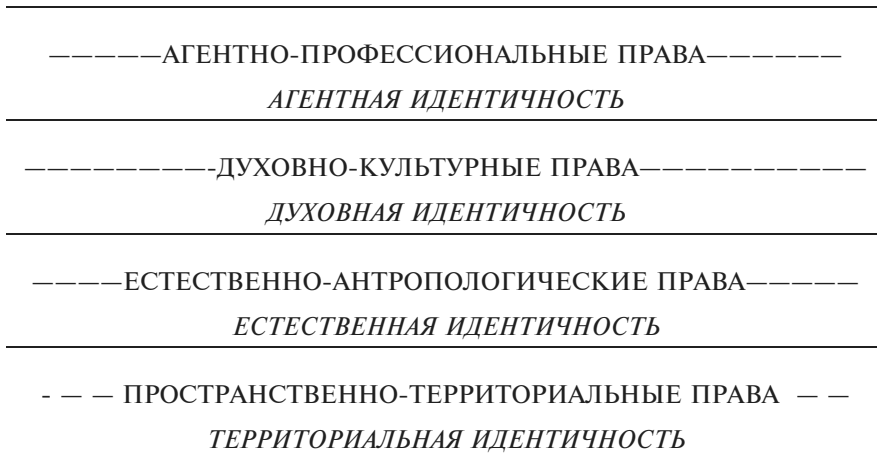 —————АГЕНТНО-ПРОФЕССИОНАЛЬНЫЕ ПРАВА——————
АГЕНТНАЯ ИДЕНТИЧНОСТЬ
————————-ДУХОВНО-КУЛЬТУРНЫЕ ПРАВА——————————
ДУХОВНАЯ ИДЕНТИЧНОСТЬ
————ЕСТЕСТВЕННО-АНТРОПОЛОГИЧЕСКИЕ ПРАВА—————
ЕСТЕСТВЕННАЯ ИДЕНТИЧНОСТЬ
- — — ПРОСТРАНСТВЕННО-ТЕРРИТОРИАЛЬНЫЕ ПРАВА — —
ТЕРРИТОРИАЛЬНАЯ ИДЕНТИЧНОСТЬ